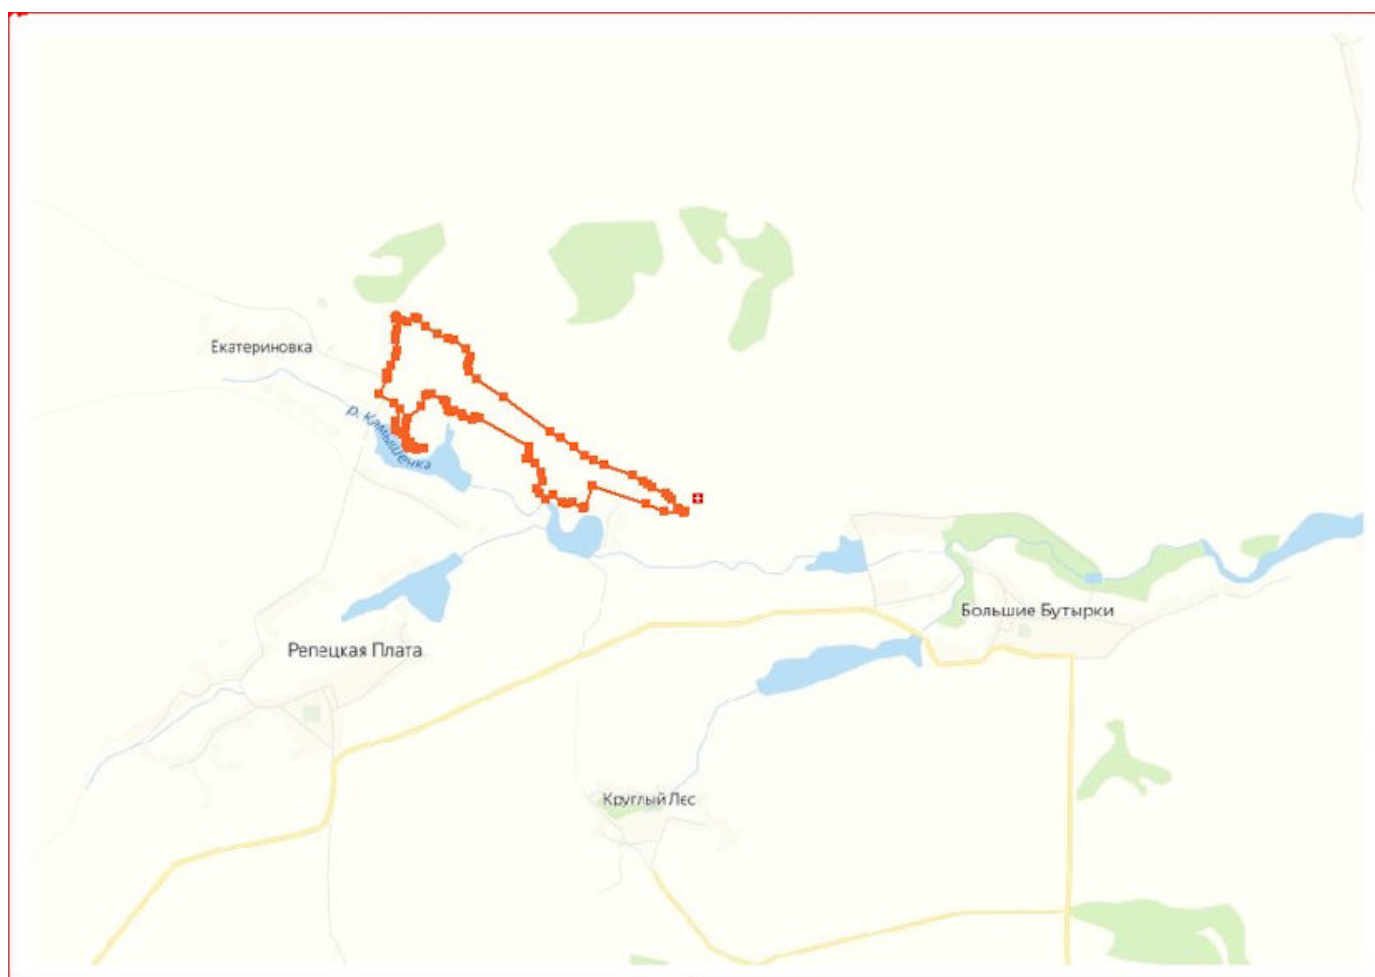 Екатериновка
р. Камышенка
Большие Бутырки
Репецкая Плата
Круглый Лес